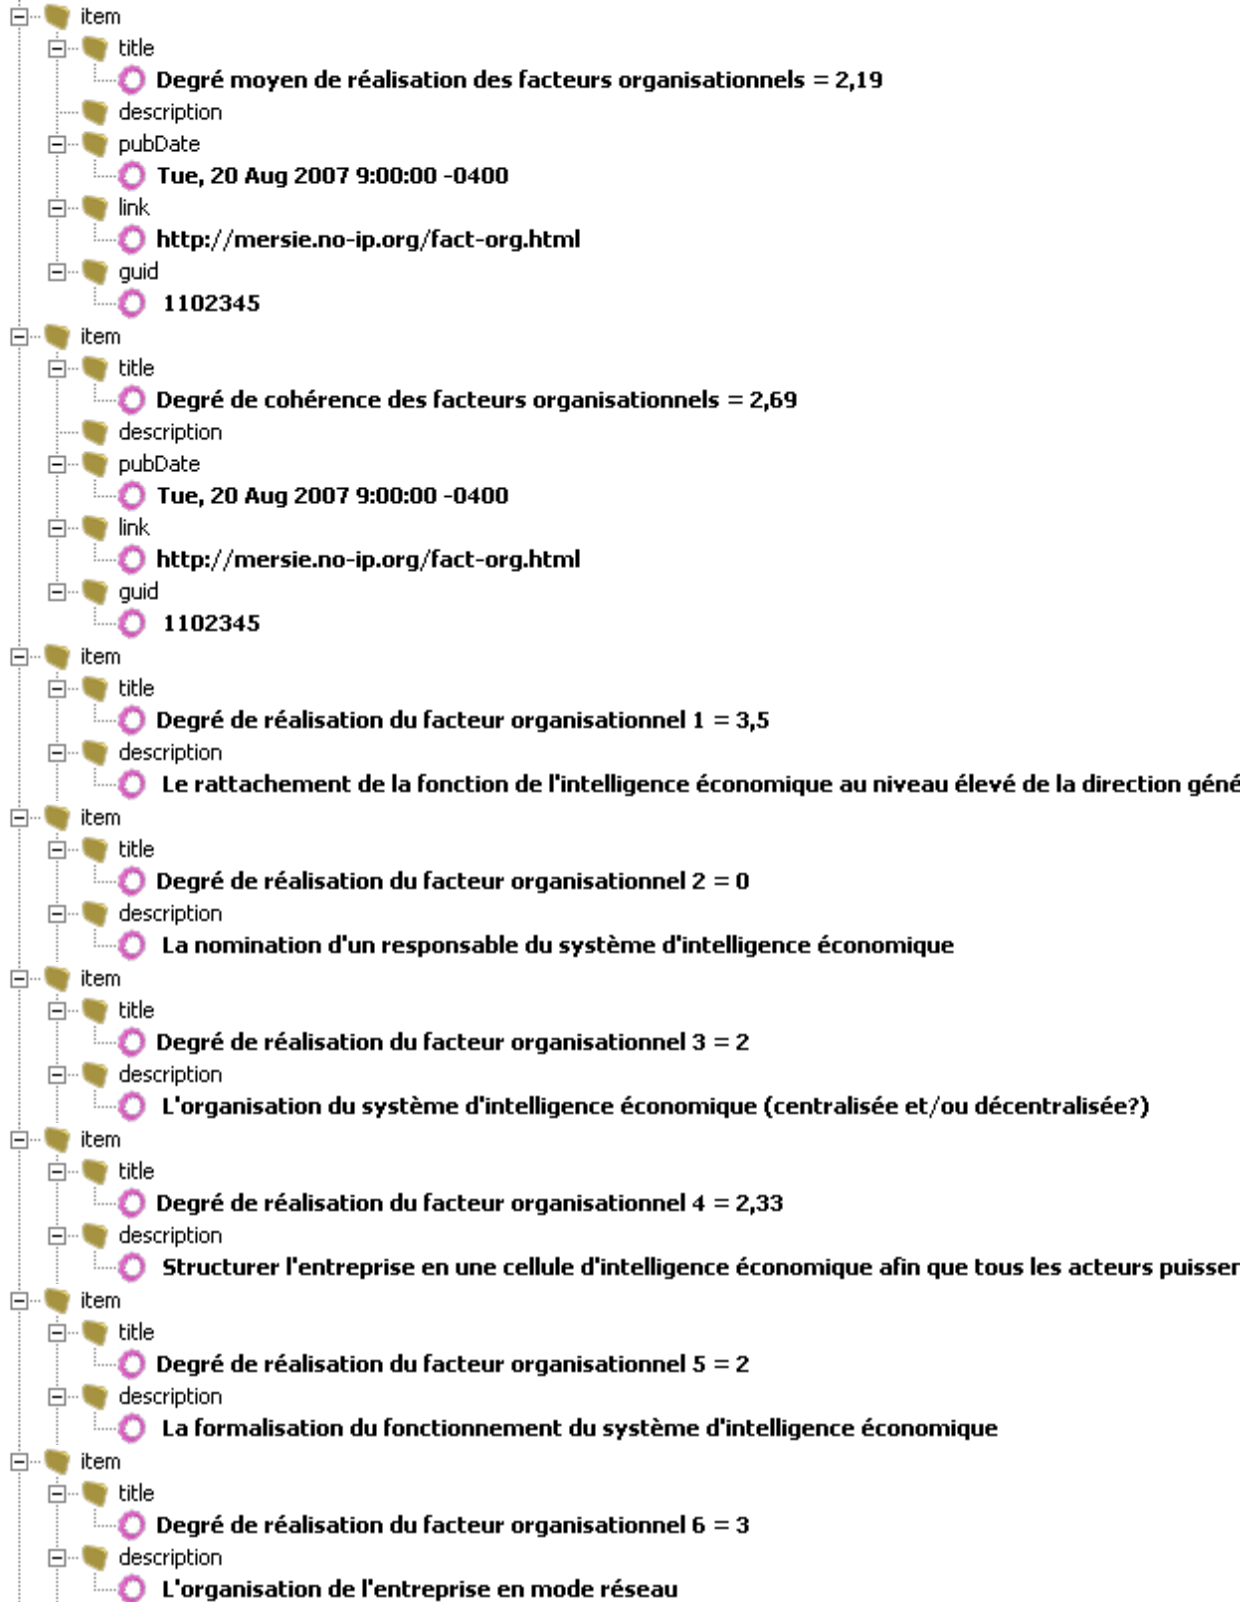 item
title
Degré moyen de réalisation des facteurs organisationnels = 2,19
description
pubDate
Tue, 20 Aug 2007 9:00:00 -0400
link
http://mersie.no-ip.org/fact-org.html
guid
1102345
item
title
Degré de cohérence des facteurs organisationnels = 2,69
description
pubDate
Tue, 20 Aug 2007 9:00:00 -0400
link
http://mersie.no-ip.org/fact-org.html
guid
1102345
item
title
Degré de réalisation du facteur organisationnel 1 = 3,5
description
Le rattachement de la fonction de l'intelligence économique au niveau élevé de la direction géné
item
title
Degré de réalisation du facteur organisationnel 2 = 0
description
La nomination d'un responsable du système d'intelligence économique
item
title
Degré de réalisation du facteur organisationnel 3 = 2
description
L'organisation du système d'intelligence économique (centralisée et/ou décentralisée?)
item
title
Degré de réalisation du facteur organisationnel 4 = 2,33
description
Structurer l'entreprise en une cellule d'intelligence économique afin que tous les acteurs puisser
item
title
Degré de réalisation du facteur organisationnel 5 = 2
description
La formalisation du fonctionnement du système d'intelligence économique
item
title
Degré de réalisation du facteur organisationnel 6 = 3
description
L'organisation de l'entreprise en mode réseau